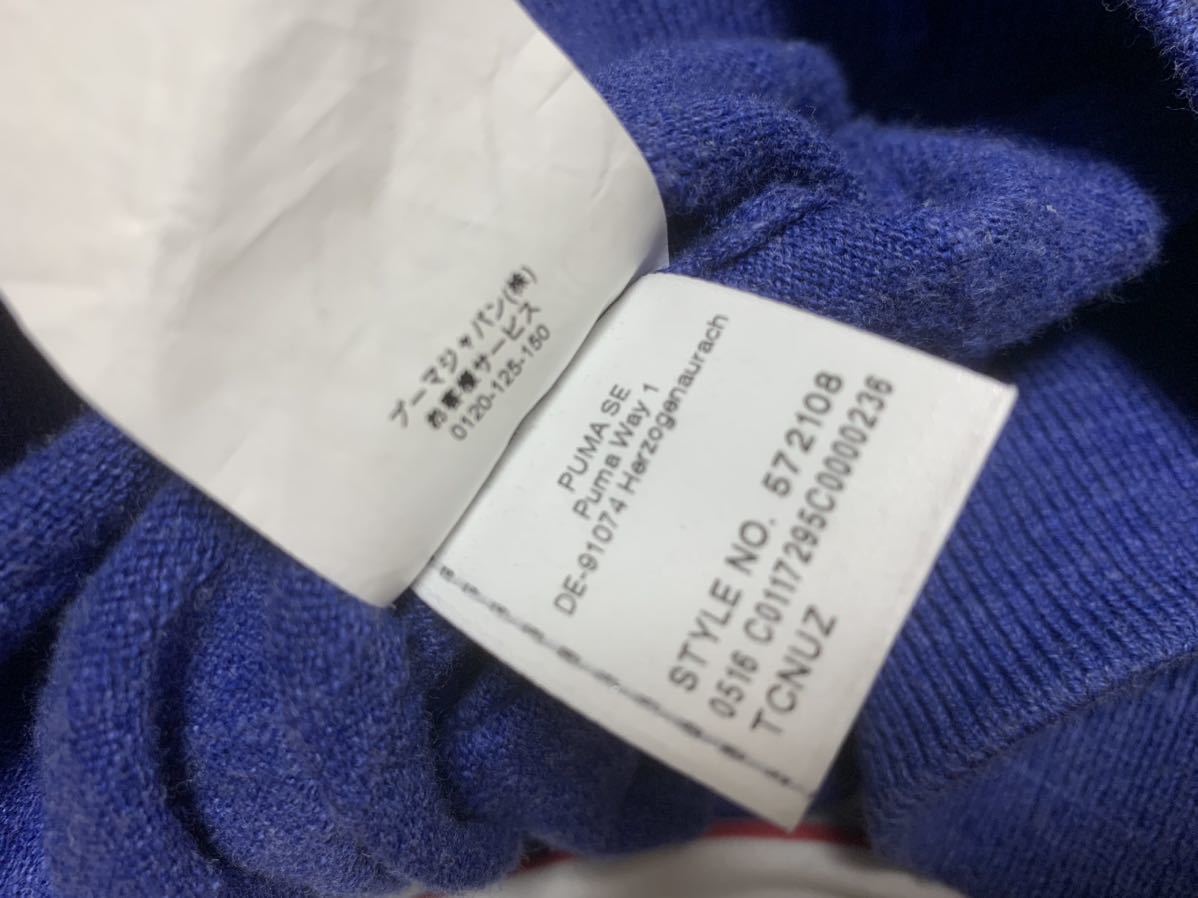 プーマジャパン(株)
お客様サービス
0120-125-150
PUMA SE
Puma Way 1
DE-91074 Herzogenaurach
STYLE NO. 572108
0516 C0117295C0000236
TCNUZ